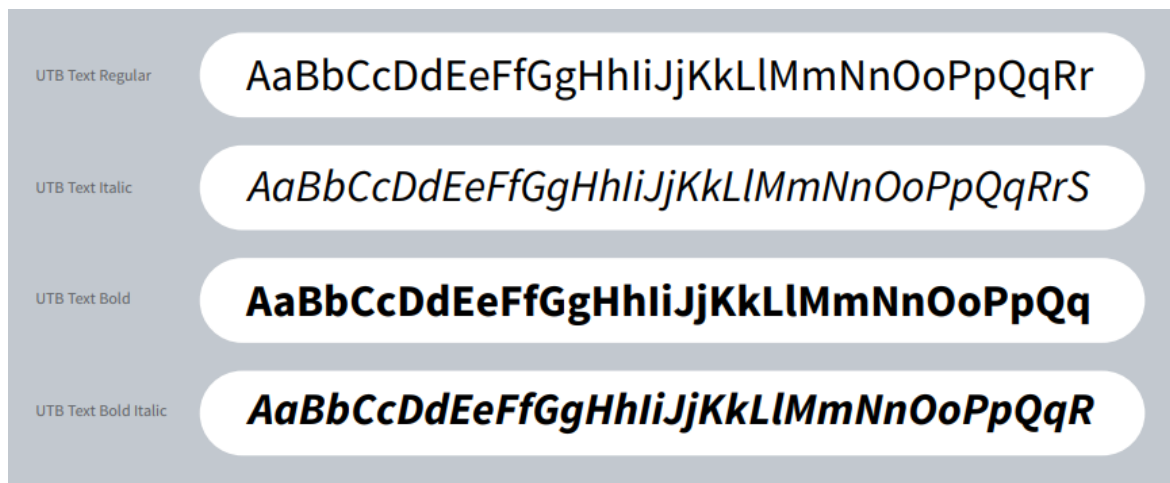 UTB Text Regular
AaBbCcDdEeFfGgHhIiJjKkLlMmNnOoPpQqRr
UTB Text Italic
AaBbCcDdEeFfGgHhIiJjKkLlMmNnOoPpQqRrS
UTB Text Bold
AaBbCcDdEeFfGgHhIiJjKkLlMmNnOoPpQq
UTB Text Bold Italic
AaBbCcDdEeFfGgHhIiJjKkLlMmNnOoPpQqR